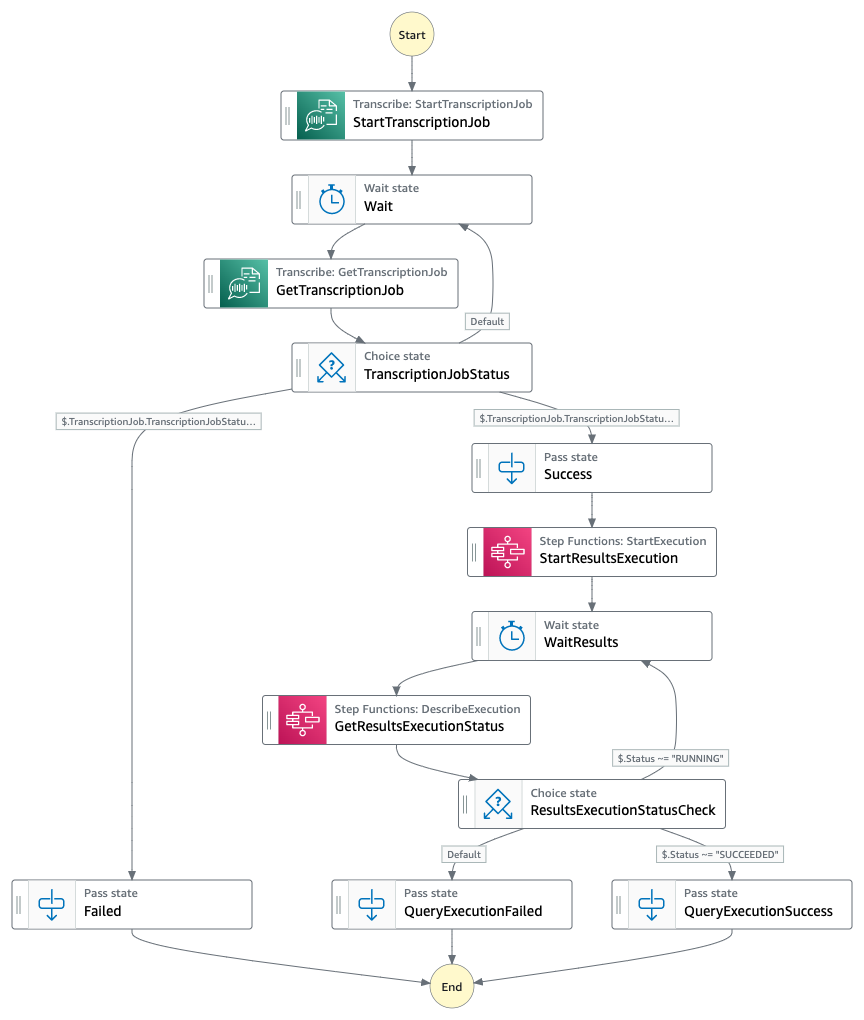 Start
Transcribe: StartTranscriptionJob
StartTranscriptionJob
Wait state
Wait
Transcribe: GetTranscriptionJob
GetTranscriptionJob
Default
Choice state
TranscriptionJobStatus
$.TranscriptionJob.TranscriptionJobStatu...
$.TranscriptionJob.TranscriptionJobStatu...
Pass state
Success
Step Functions: StartExecution
StartResultsExecution
Wait state
WaitResults
Step Functions: DescribeExecution
GetResultsExecutionStatus
$.Status ~= "RUNNING"
Choice state
ResultsExecutionStatusCheck
Default
$.Status ~= "SUCCEEDED"
Pass state
Failed
Pass state
QueryExecutionFailed
Pass state
QueryExecutionSuccess
End